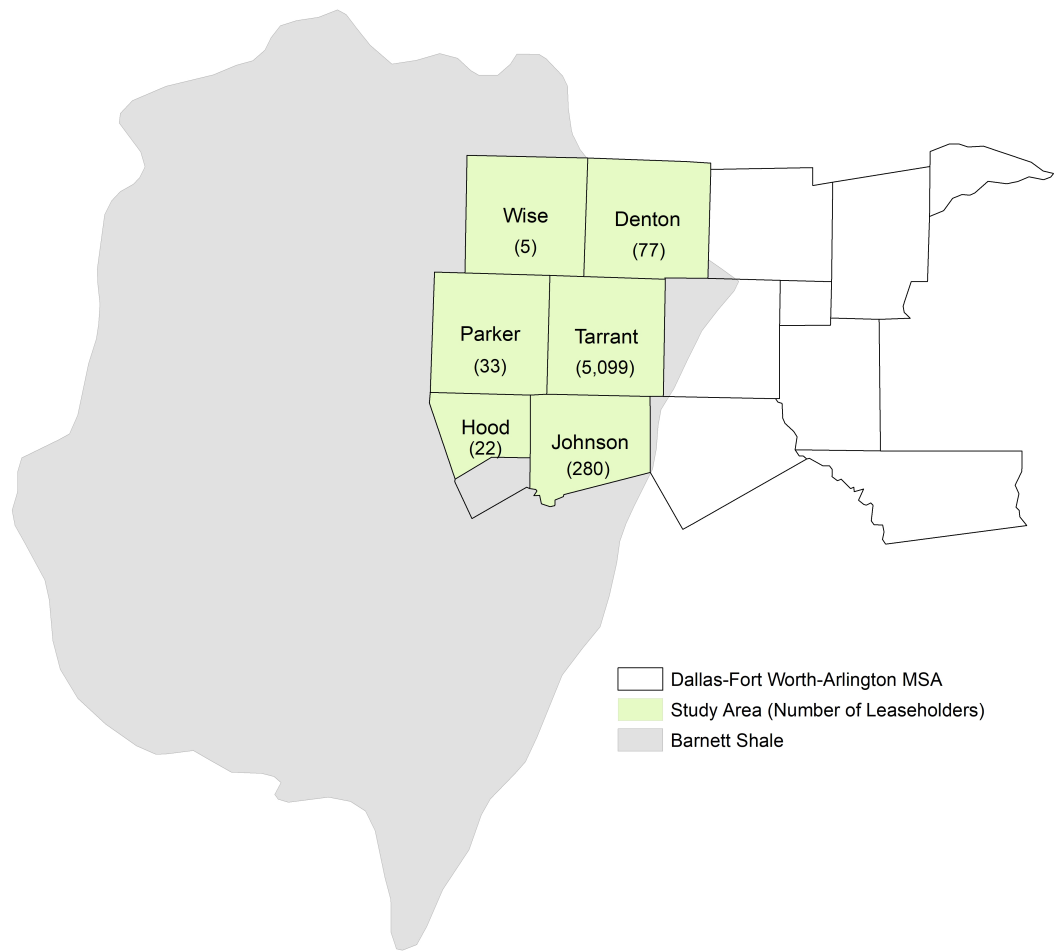 Wise
(5)
Denton
(77)
Parker
(33)
Tarrant
(5,099)
Hood
(22)
Johnson
(280)
Dallas-Fort Worth-Arlington MSA
Study Area (Number of Leaseholders)
Barnett Shale